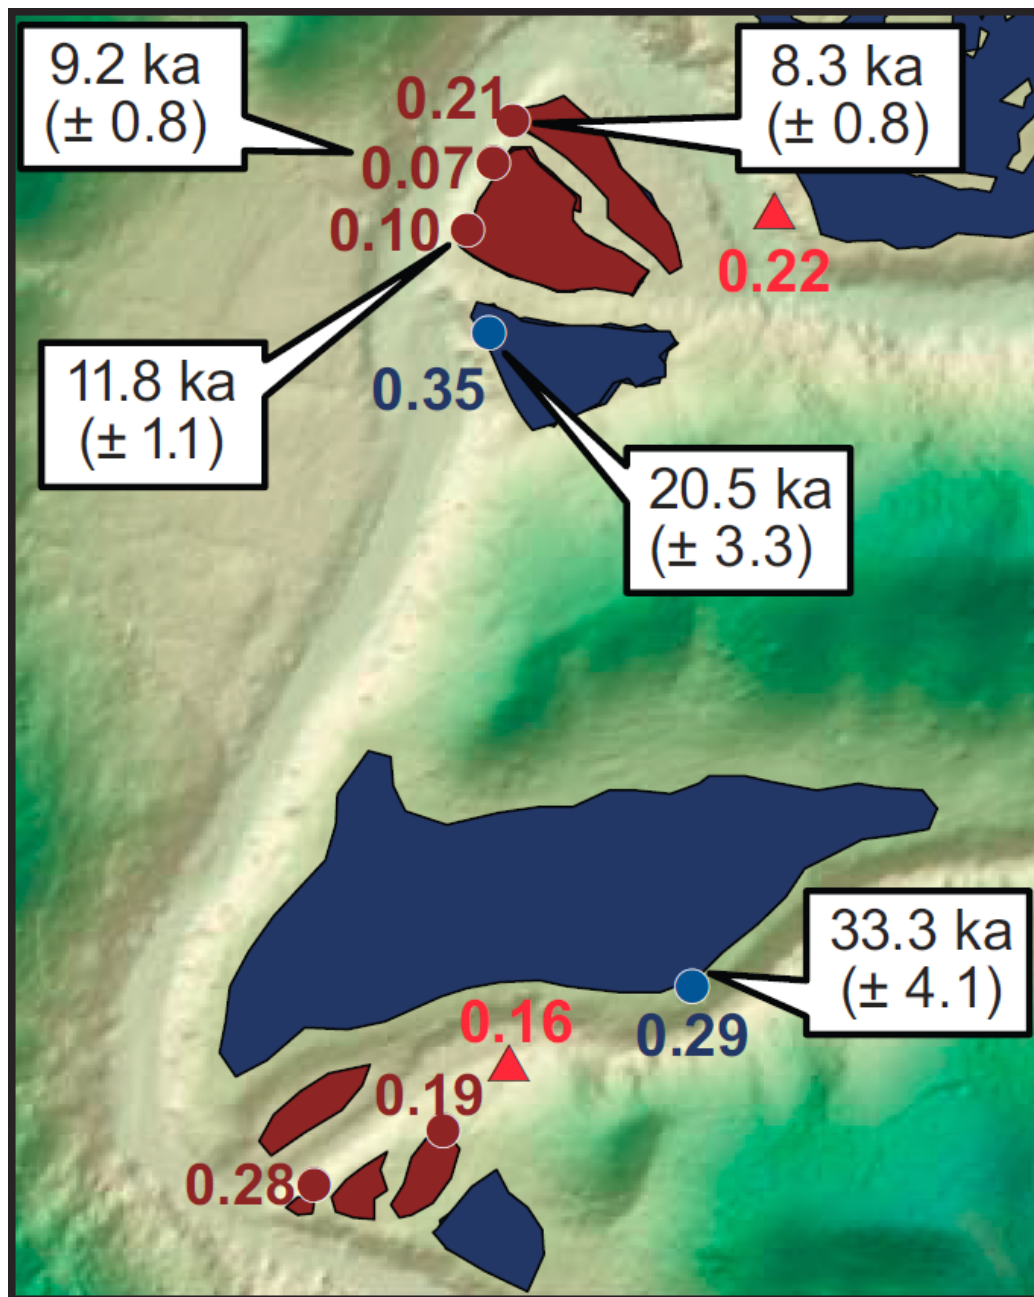 9.2 ka
(± 0.8)
0.21
8.3 ka
(± 0.8)
0.07
0.10
0.22
11.8 ka
(± 1.1)
0.35
20.5 ka
(± 3.3)
33.3 ka
(± 4.1)
0.16
0.29
0.19
0.28